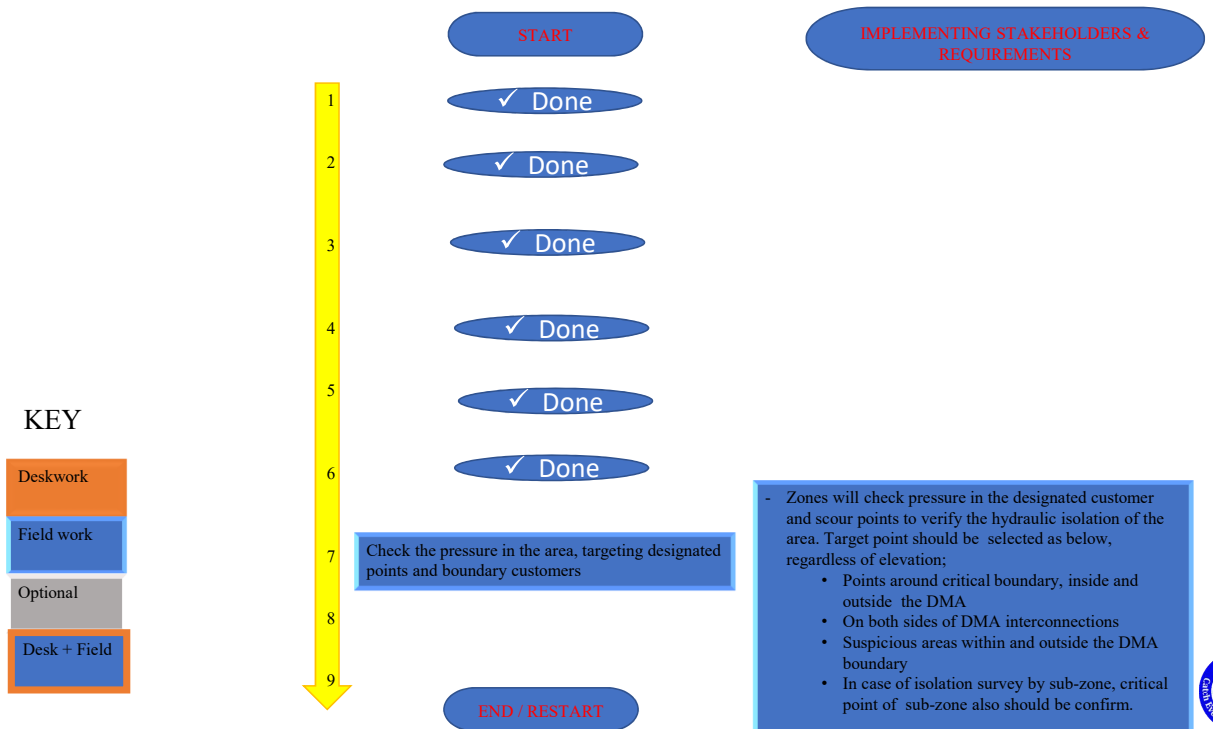 START
IMPLEMENTING STAKEHOLDERS &
REQUIREMENTS
1
✓ Done
2
✓ Done
3
✓ Done
4
✓ Done
5
✓ Done
6
✓ Done
7
Check the pressure in the area, targeting designated
points and boundary customers
8
9
END / RESTART
- Zones will check pressure in the designated customer
and scour points to verify the hydraulic isolation of the
area. Target point should be selected as below,
regardless of elevation;
• Points around critical boundary, inside and
outside the DMA
• On both sides of DMA interconnections
• Suspicious areas within and outside the DMA
boundary
• In case of isolation survey by sub-zone, critical
point of sub-zone also should be confirm.
KEY
Deskwork
Field work
Optional
Desk + Field
Catch